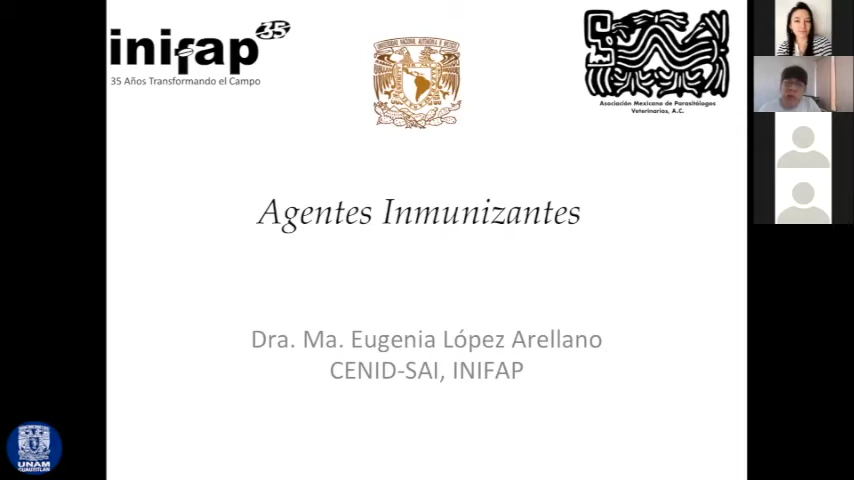 inifap
35
35 Años Transformando el Campo
Asociación Mexicana de Parasitólogos
Veterinarios, A.C.
Agentes Inmunizantes
Dra. Ma. Eugenia López Arellano
CENID-SAI, INIFAP
UNAM
CUAUTITLÁN